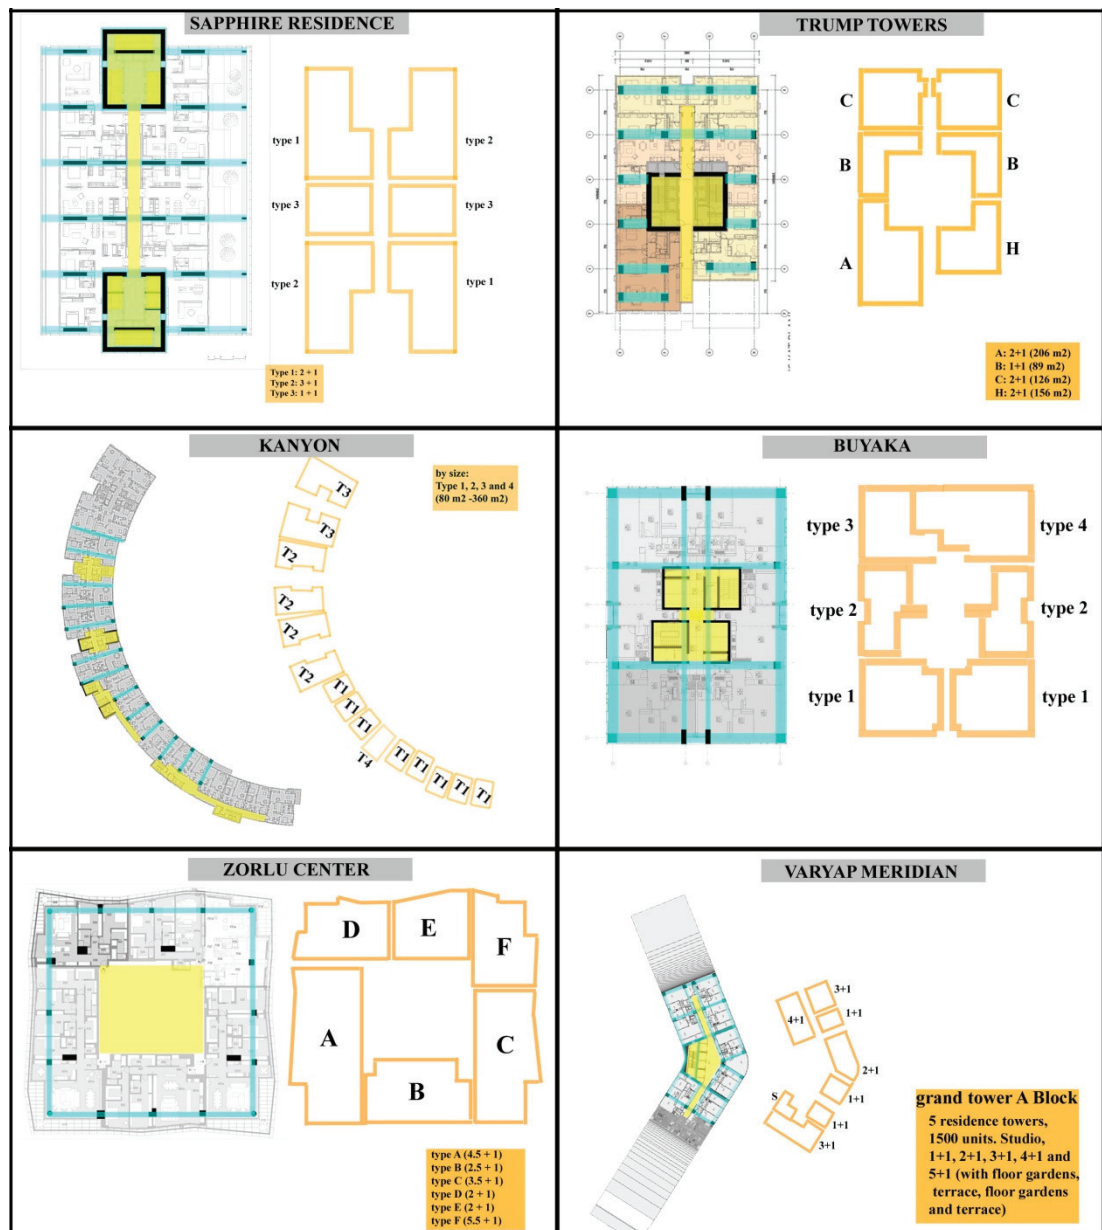 SAPPHIRE RESIDENCE
type 1
type 2
type 3
type 3
type 2
type 1
Type 1: 2 + 1
Type 2: 3 + 1
Type 3: 1 + 1
TRUMP TOWERS
C
C
B
B
A
H
A: 2+1 (206 m2)
B: 1+1 (89 m2)
C: 2+1 (126 m2)
H: 2+1 (156 m2)
KANYON
by size:
Type 1, 2, 3 and 4
(80 m2 -360 m2)
T3
T3
T2
T2
T2
T2
T1
T1
T1
T4
T1
T1
T1
T1
T1
BUYAKA
type 3
type 4
type 2
type 2
type 1
type 1
ZORLU CENTER
D
E
F
A
C
B
type A (4.5 + 1)
type B (2.5 + 1)
type C (3.5 + 1)
type D (2 + 1)
type E (2 + 1)
type F (5.5 + 1)
VARYAP MERIDIAN
3+1
4+1
1+1
2+1
1+1
S
1+1
3+1
grand tower A Block
5 residence towers,
1500 units. Studio,
1+1, 2+1, 3+1, 4+1 and
5+1 (with floor gardens,
terrace, floor gardens
and terrace)